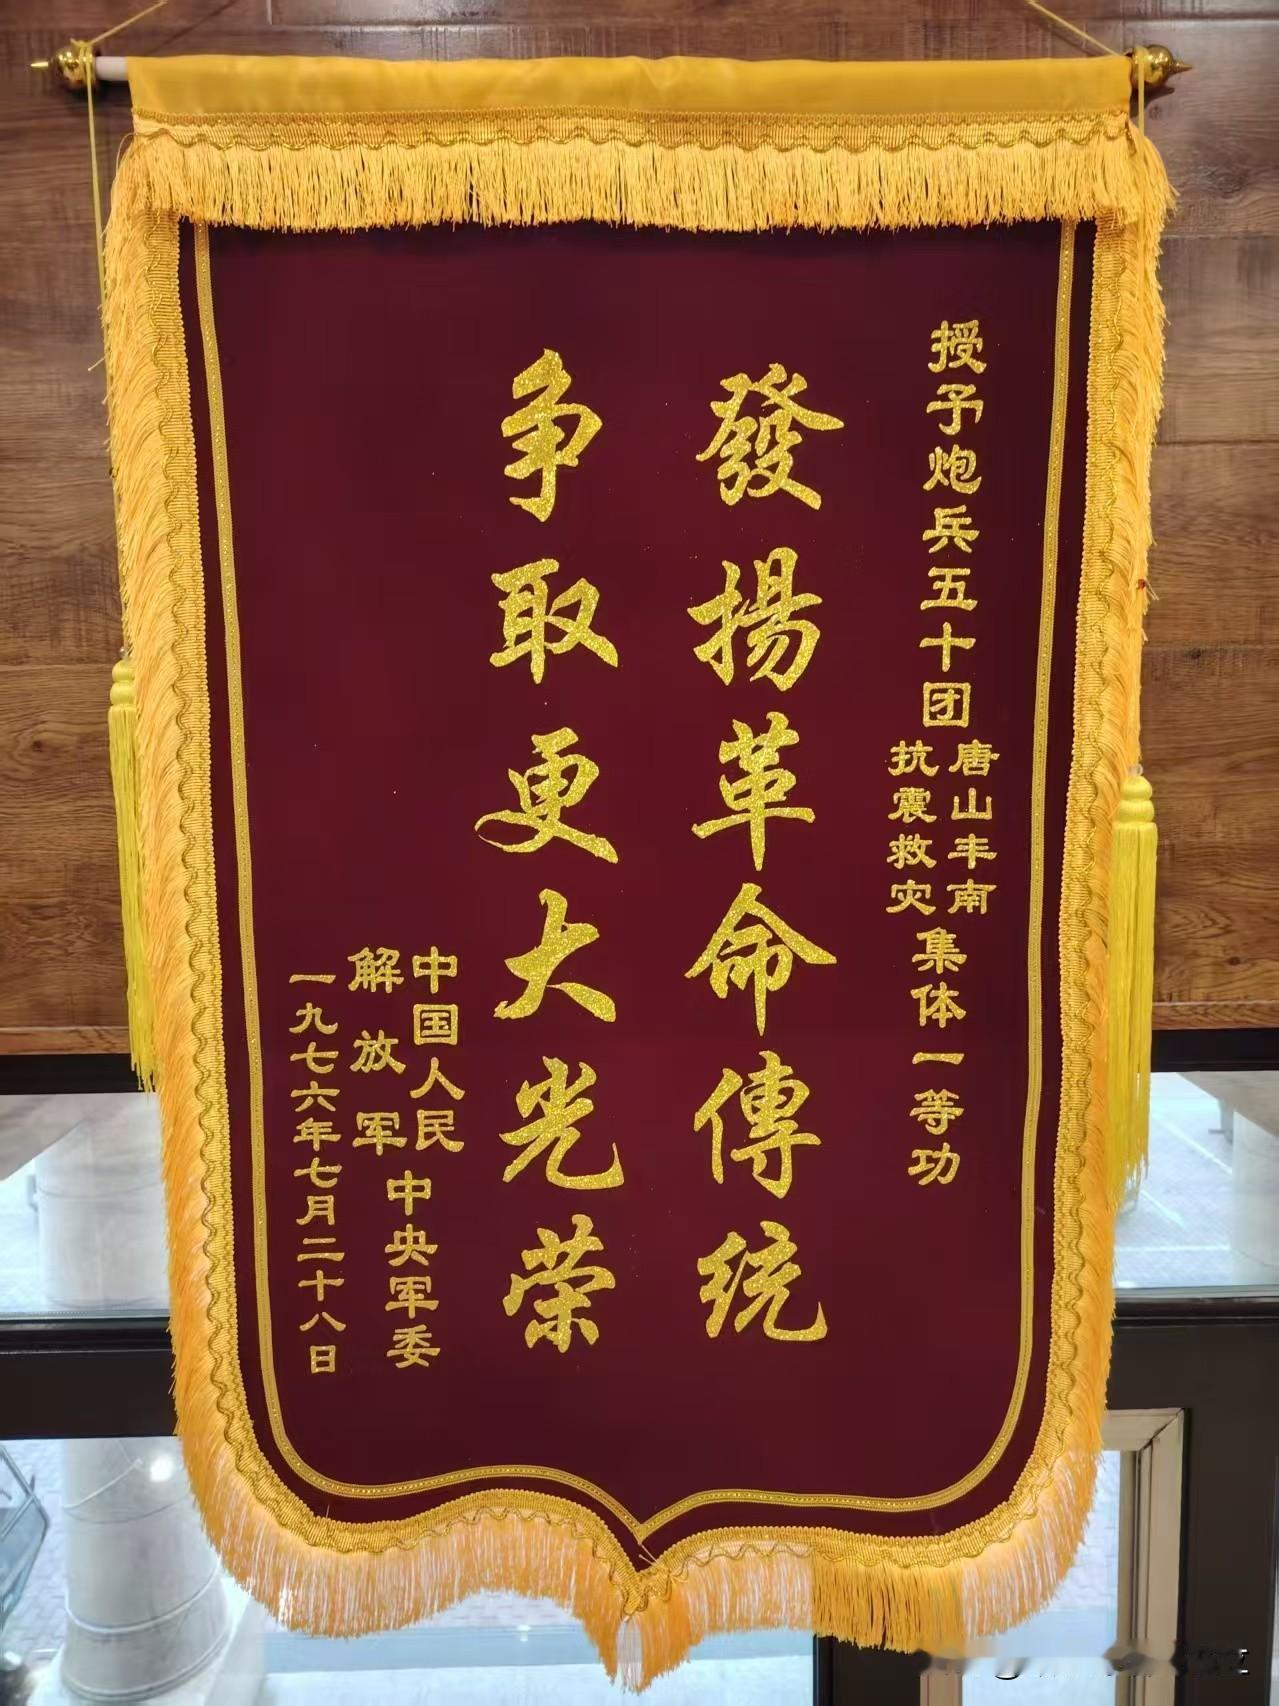 授予炮兵五十团唐山丰南抗震救灾集体一等功
發揚革命傳统
争取更大光荣
中国人民解放军中央军委
一九七六年七月二十八日